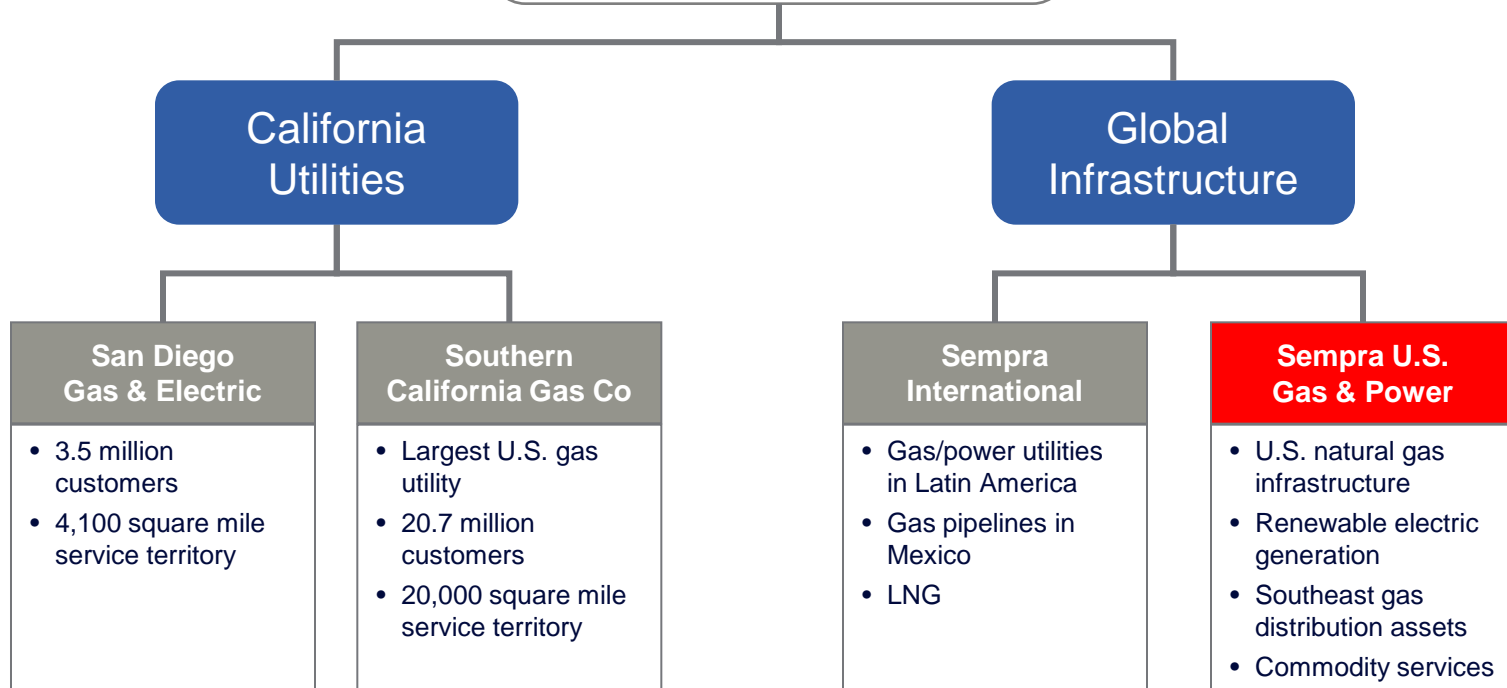 California
Utilities
Global
Infrastructure
San Diego
Gas & Electric
• 3.5 million
customers
• 4,100 square mile
service territory
Southern
California Gas Co
• Largest U.S. gas
utility
• 20.7 million
customers
• 20,000 square mile
service territory
Sempra
International
• Gas/power utilities
in Latin America
• Gas pipelines in
Mexico
• LNG
Sempra U.S.
Gas & Power
• U.S. natural gas
infrastructure
• Renewable electric
generation
• Southeast gas
distribution assets
• Commodity services